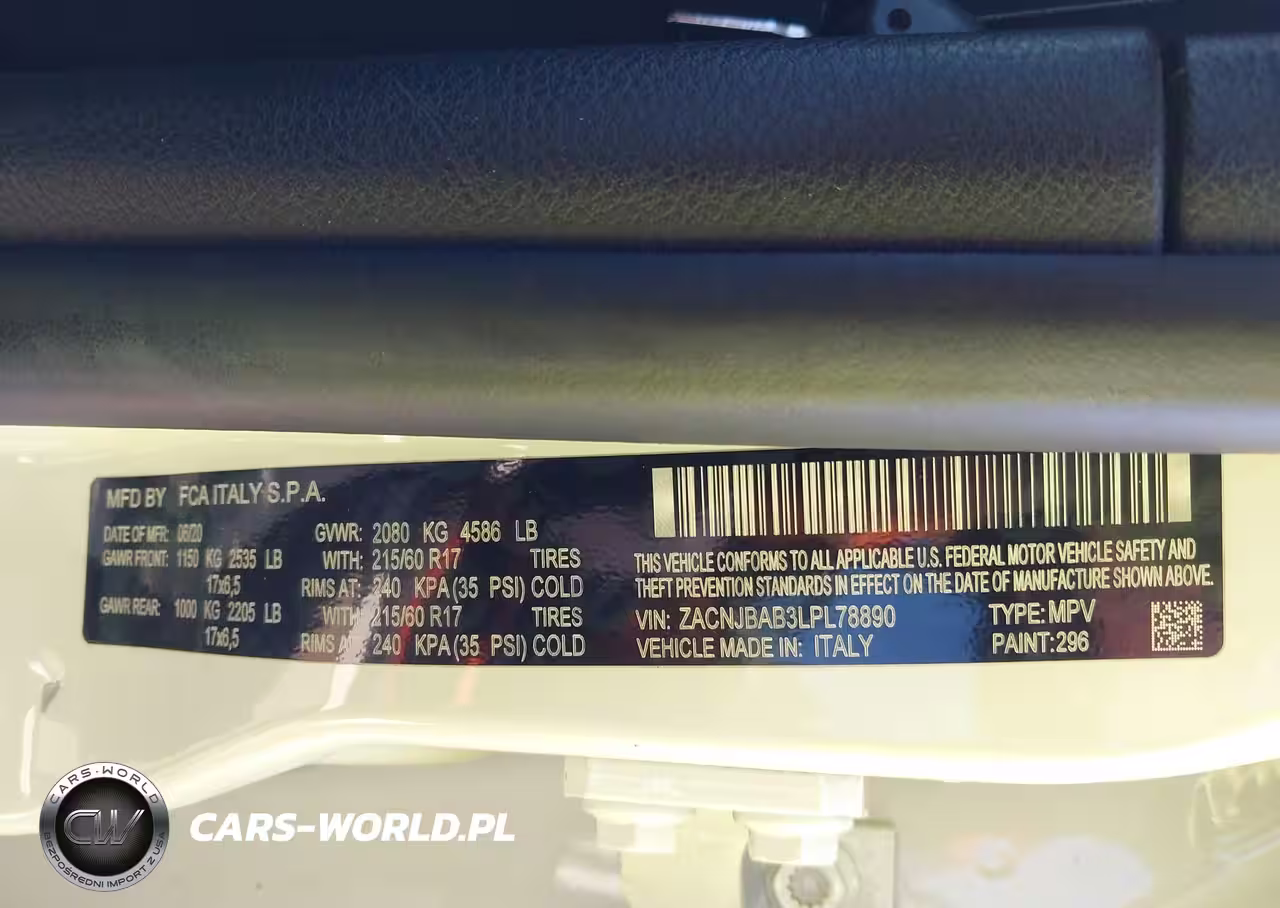 MFD BY FCA ITALY S.P.A.
DATE OF MFR: 06/20 GVWR: 2080 KG 4586 LB
GAWR FRONT: 1150 KG 2535 LB WITH: 215/60 R17 TIRES
17x6,5 RIMS AT: 240 KPA (35 PSI) COLD
GAWR REAR: 1000 KG 2205 LB WITH: 215/60 R17 TIRES
17x6,5 RIMS AT: 240 KPA (35 PSI) COLD
THIS VEHICLE CONFORMS TO ALL APPLICABLE U.S. FEDERAL MOTOR VEHICLE SAFETY AND
THEFT PREVENTION STANDARDS IN EFFECT ON THE DATE OF MANUFACTURE SHOWN ABOVE.
VIN: ZACNJBAB3LPL78890 TYPE: MPV
VEHICLE MADE IN: ITALY PAINT: 296
CARS-WORLD
CW
BEZPOŚREDNI IMPORT Z USA
CARS-WORLD.PL